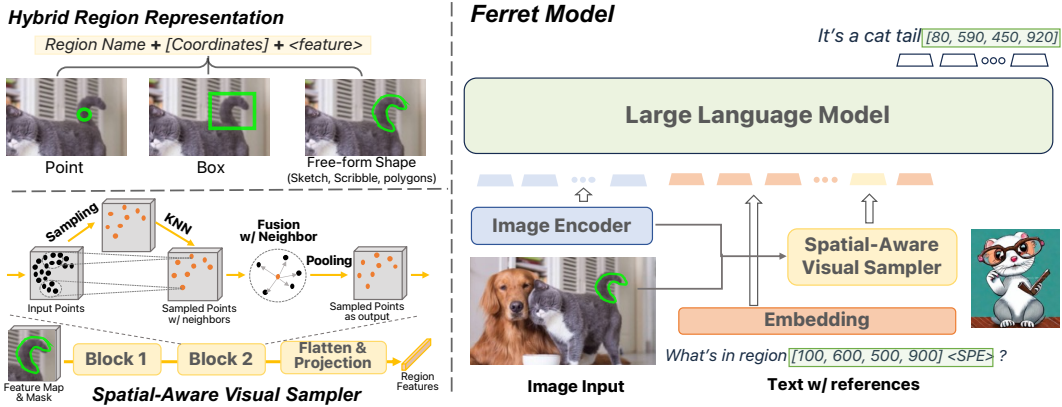 Hybrid Region Representation
Region Name + [Coordinates] + <feature>
Point
Box
Free-form Shape
(Sketch, Scribble, polygons)
Sampling
KNN
Fusion
w/ Neighbor
Pooling
Input Points
Sampled Points
w/ neighbors
Sampled Points
as output
Block 1
Block 2
Flatten &
Projection
Feature Map
& Mask
Region
Features
Spatial-Aware Visual Sampler
Ferret Model
It's a cat tail [80, 590, 450, 920]
Large Language Model
Image Encoder
Spatial-Aware
Visual Sampler
Embedding
What's in region [100, 600, 500, 900] <SPE> ?
Image Input
Text w/ references